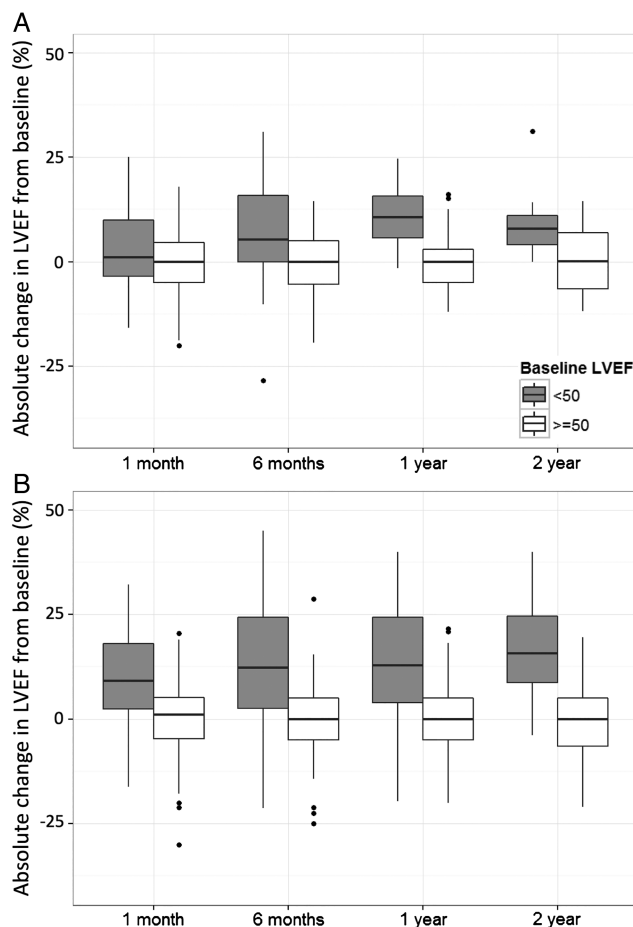 A
Absolute change in LVEF from baseline (%)
50
25
0
-25
Baseline LVEF
<50
>=50
1 month 6 months 1 year 2 year
B
Absolute change in LVEF from baseline (%)
50
25
0
-25
1 month 6 months 1 year 2 year